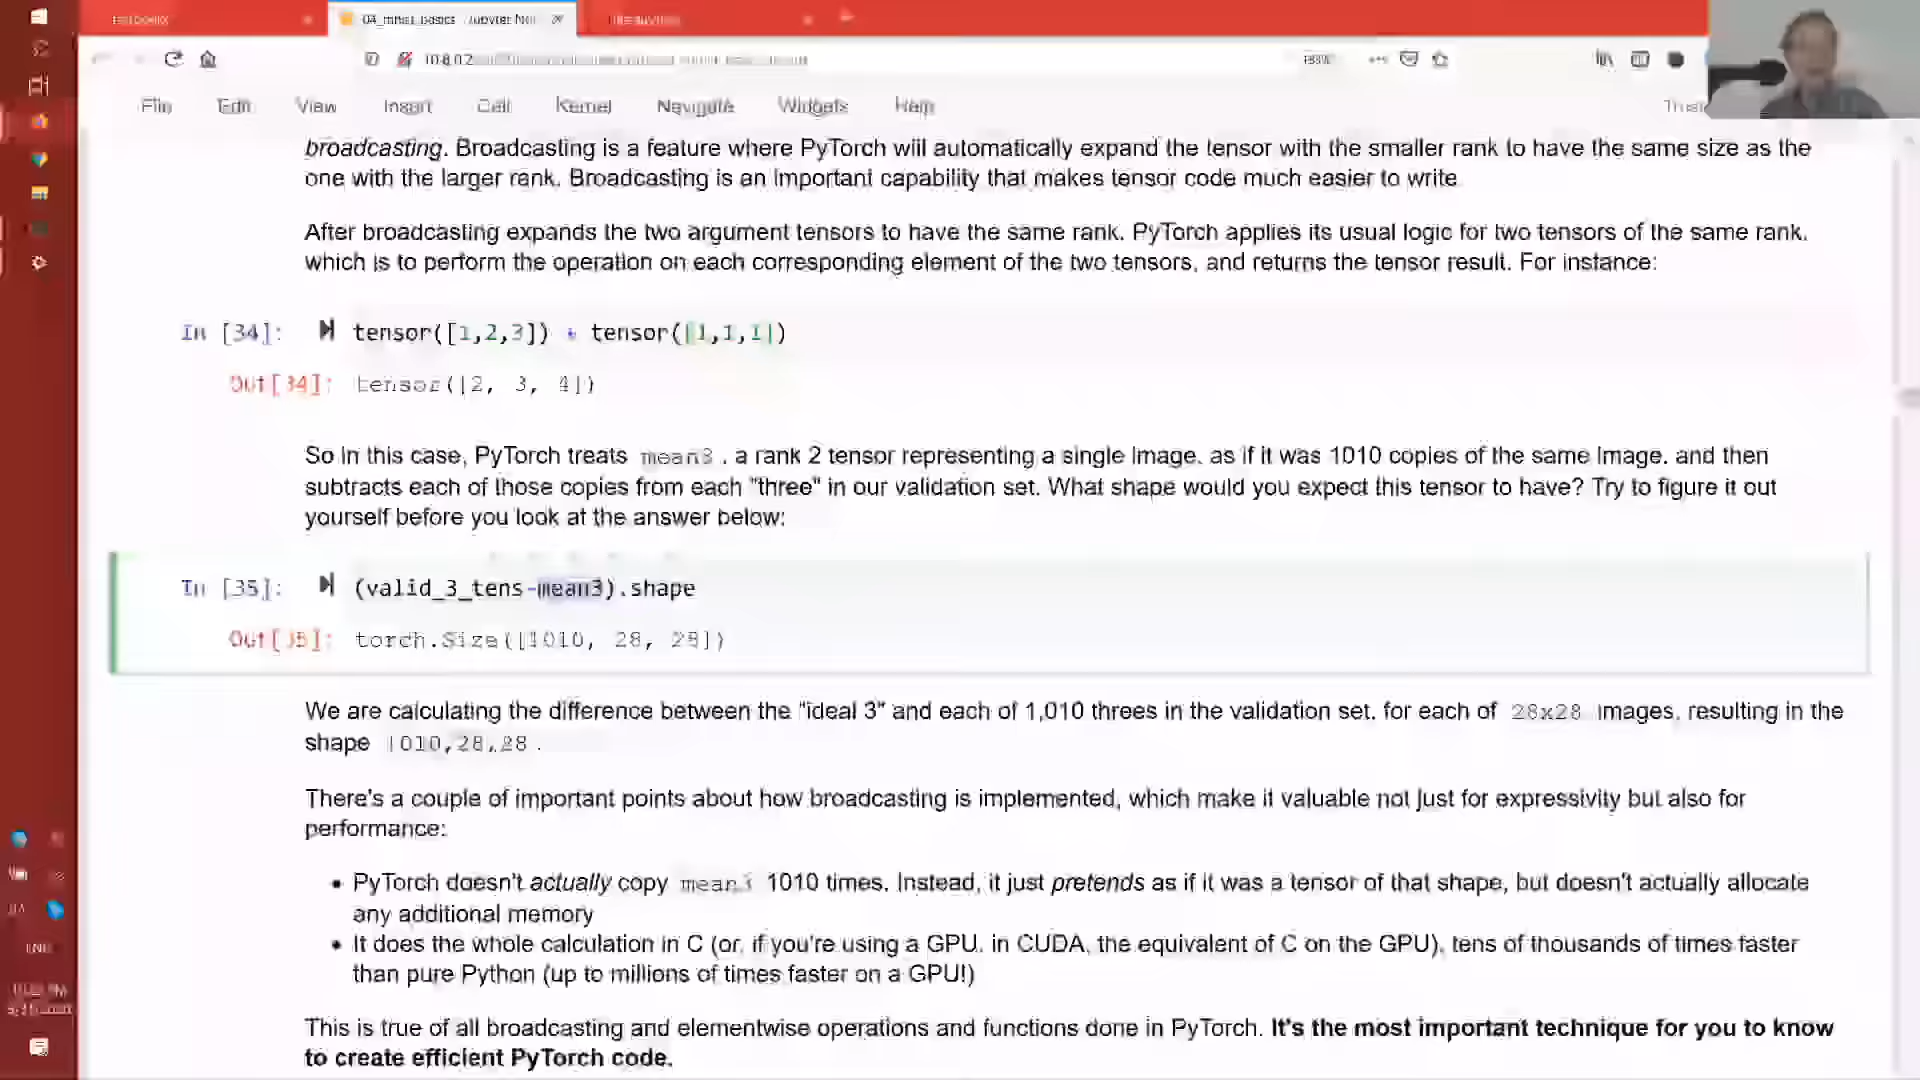 04_mnist_basics - Jupyter Not
10.8.0.2
File Edit View Insert Cell Kernel Navigate Widgets Help
broadcasting. Broadcasting is a feature where PyTorch will automatically expand the tensor with the smaller rank to have the same size as the
one with the larger rank. Broadcasting is an important capability that makes tensor code much easier to write.
After broadcasting expands the two argument tensors to have the same rank, PyTorch applies its usual logic for two tensors of the same rank,
which is to perform the operation on each corresponding element of the two tensors, and returns the tensor result. For instance:
In [34]: tensor([1,2,3]) + tensor([1,1,1])
Out[34]: tensor([2, 3, 4])
So in this case, PyTorch treats mean3, a rank 2 tensor representing a single image, as if it was 1010 copies of the same image, and then
subtracts each of those copies from each "three" in our validation set. What shape would you expect this tensor to have? Try to figure it out
yourself before you look at the answer below:
In [35]: (valid_3_tens-mean3).shape
Out[35]: torch.Size([1010, 28, 28])
We are calculating the difference between the "ideal 3" and each of 1,010 threes in the validation set, for each of 28x28 images, resulting in the
shape 1010,28,28.
There's a couple of important points about how broadcasting is implemented, which make it valuable not just for expressivity but also for
performance:
• PyTorch doesn't actually copy mean3 1010 times. Instead, it just pretends as if it was a tensor of that shape, but doesn't actually allocate
any additional memory
• It does the whole calculation in C (or, if you're using a GPU, in CUDA, the equivalent of C on the GPU), tens of thousands of times faster
than pure Python (up to millions of times faster on a GPU!)
This is true of all broadcasting and elementwise operations and functions done in PyTorch. It's the most important technique for you to know
to create efficient PyTorch code.
ENG